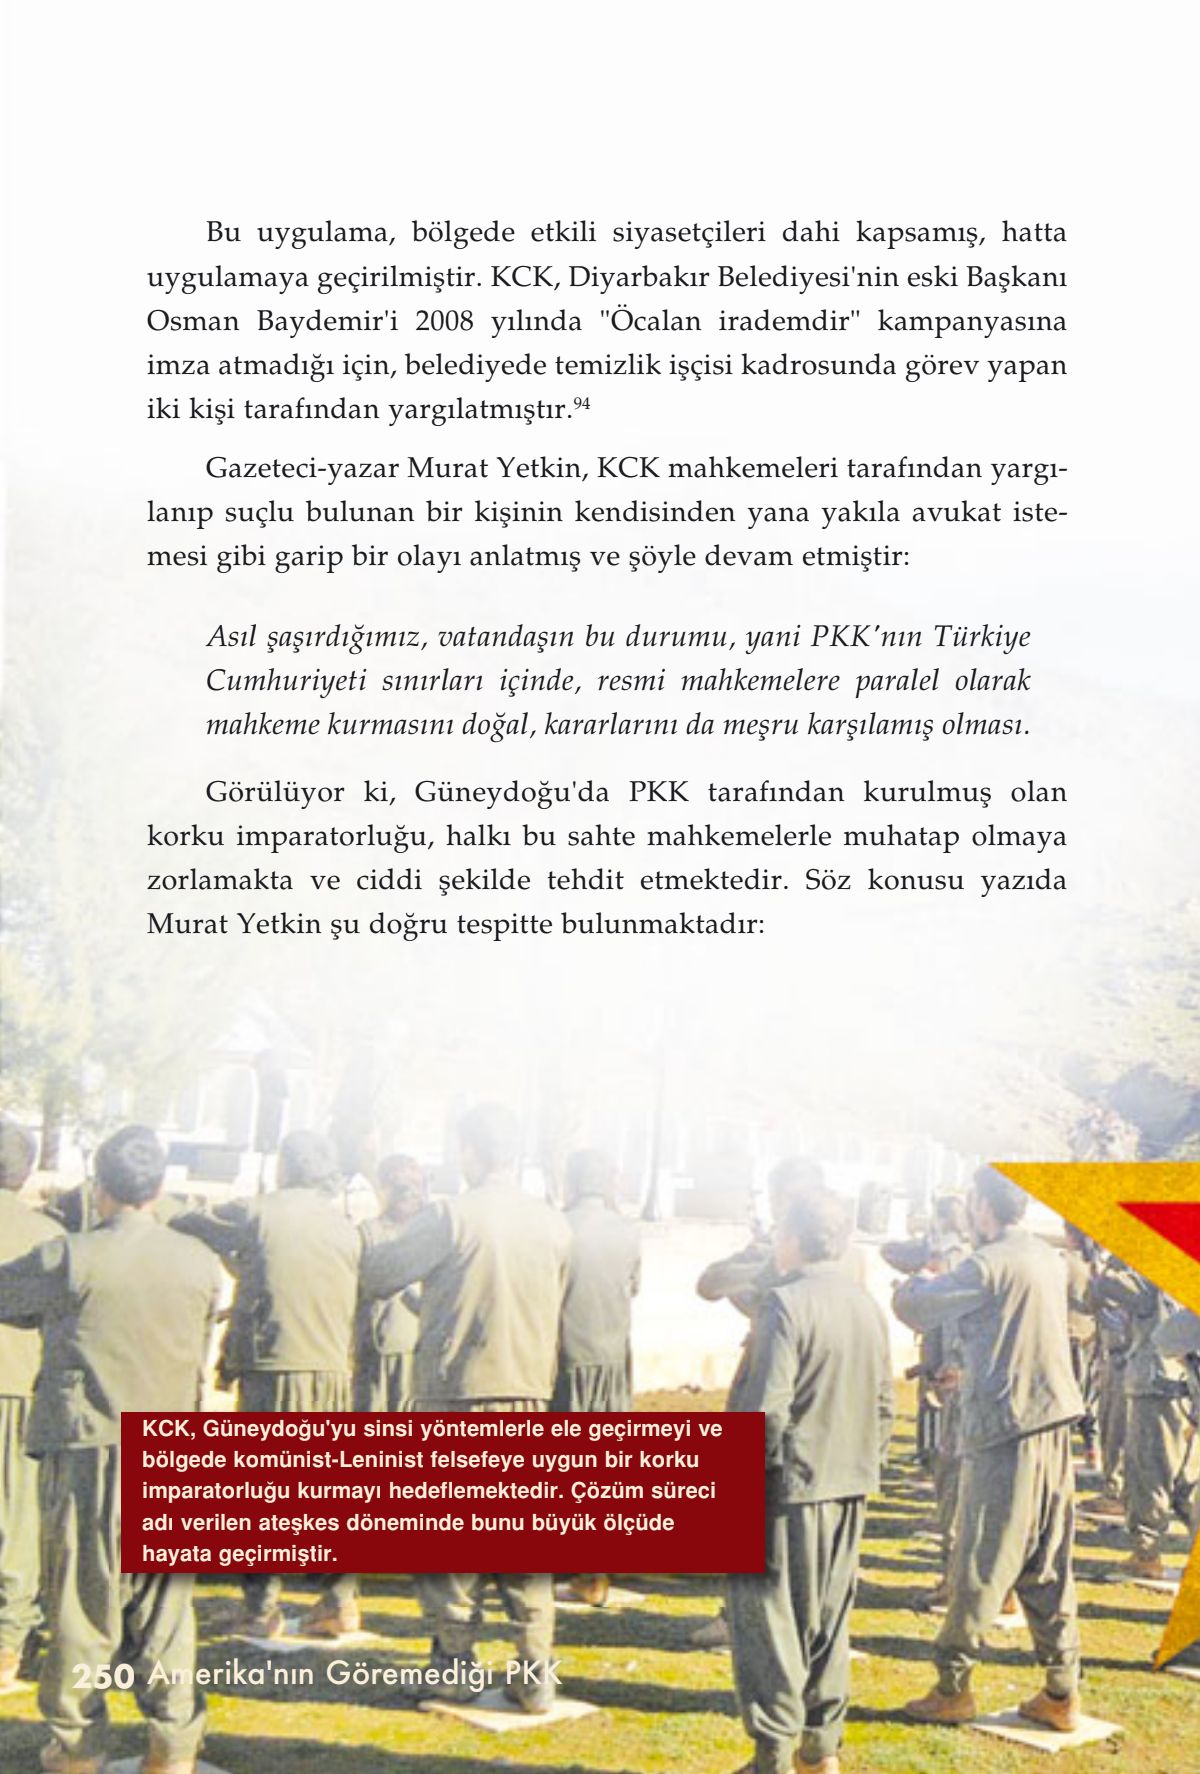 Bu uygulama, bölgede etkili siyasetçileri dahi kapsamış, hatta
uygulamaya geçirilmiştir. KCK, Diyarbakır Belediyesi'nin eski Başkanı
Osman Baydemir'i 2008 yılında "Öcalan irademdir" kampanyasına
imza atmadığı için, belediyede temizlik işçisi kadrosunda görev yapan
iki kişi tarafından yargılatmıştır.94
Gazeteci-yazar Murat Yetkin, KCK mahkemeleri tarafından yargı-
lanıp suçlu bulunan bir kişinin kendisinden yana yakıla avukat iste-
mesi gibi garip bir olayı anlatmış ve şöyle devam etmiştir:
Asıl şaşırdığımız, vatandaşın bu durumu, yani PKK'nın Türkiye
Cumhuriyeti sınırları içinde, resmi mahkemelere paralel olarak
mahkeme kurmasını doğal, kararlarını da meşru karşılamış olması.
Görülüyor ki, Güneydoğu'da PKK tarafından kurulmuş olan
korku imparatorluğu, halkı bu sahte mahkemelerle muhatap olmaya
zorlamakta ve ciddi şekilde tehdit etmektedir. Söz konusu yazıda
Murat Yetkin şu doğru tespitte bulunmaktadır:
KCK, Güneydoğu'yu sinsi yöntemlerle ele geçirmeyi ve
bölgede komünist-Leninist felsefeye uygun bir korku
imparatorluğu kurmayı hedeflemektedir. Çözüm süreci
adı verilen ateşkes döneminde bunu büyük ölçüde
hayata geçirmiştir.
250 Amerika'nın Göremediği PKK